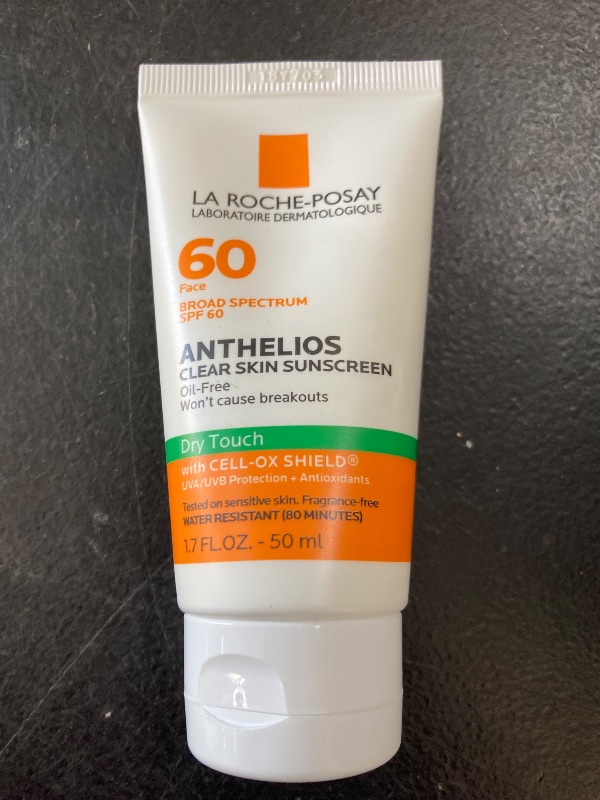 LA ROCHE-POSAY
LABORATOIRE DERMATOLOGIQUE
60
Face
BROAD SPECTRUM
SPF 60
ANTHELIOS
CLEAR SKIN SUNSCREEN
Oil-Free
Won't cause breakouts
Dry Touch
with CELL-OX SHIELD®
UVA/UVB Protection + Antioxidants
Tested on sensitive skin. Fragrance-free
WATER RESISTANT (80 MINUTES)
1.7 FL.OZ. - 50 ml